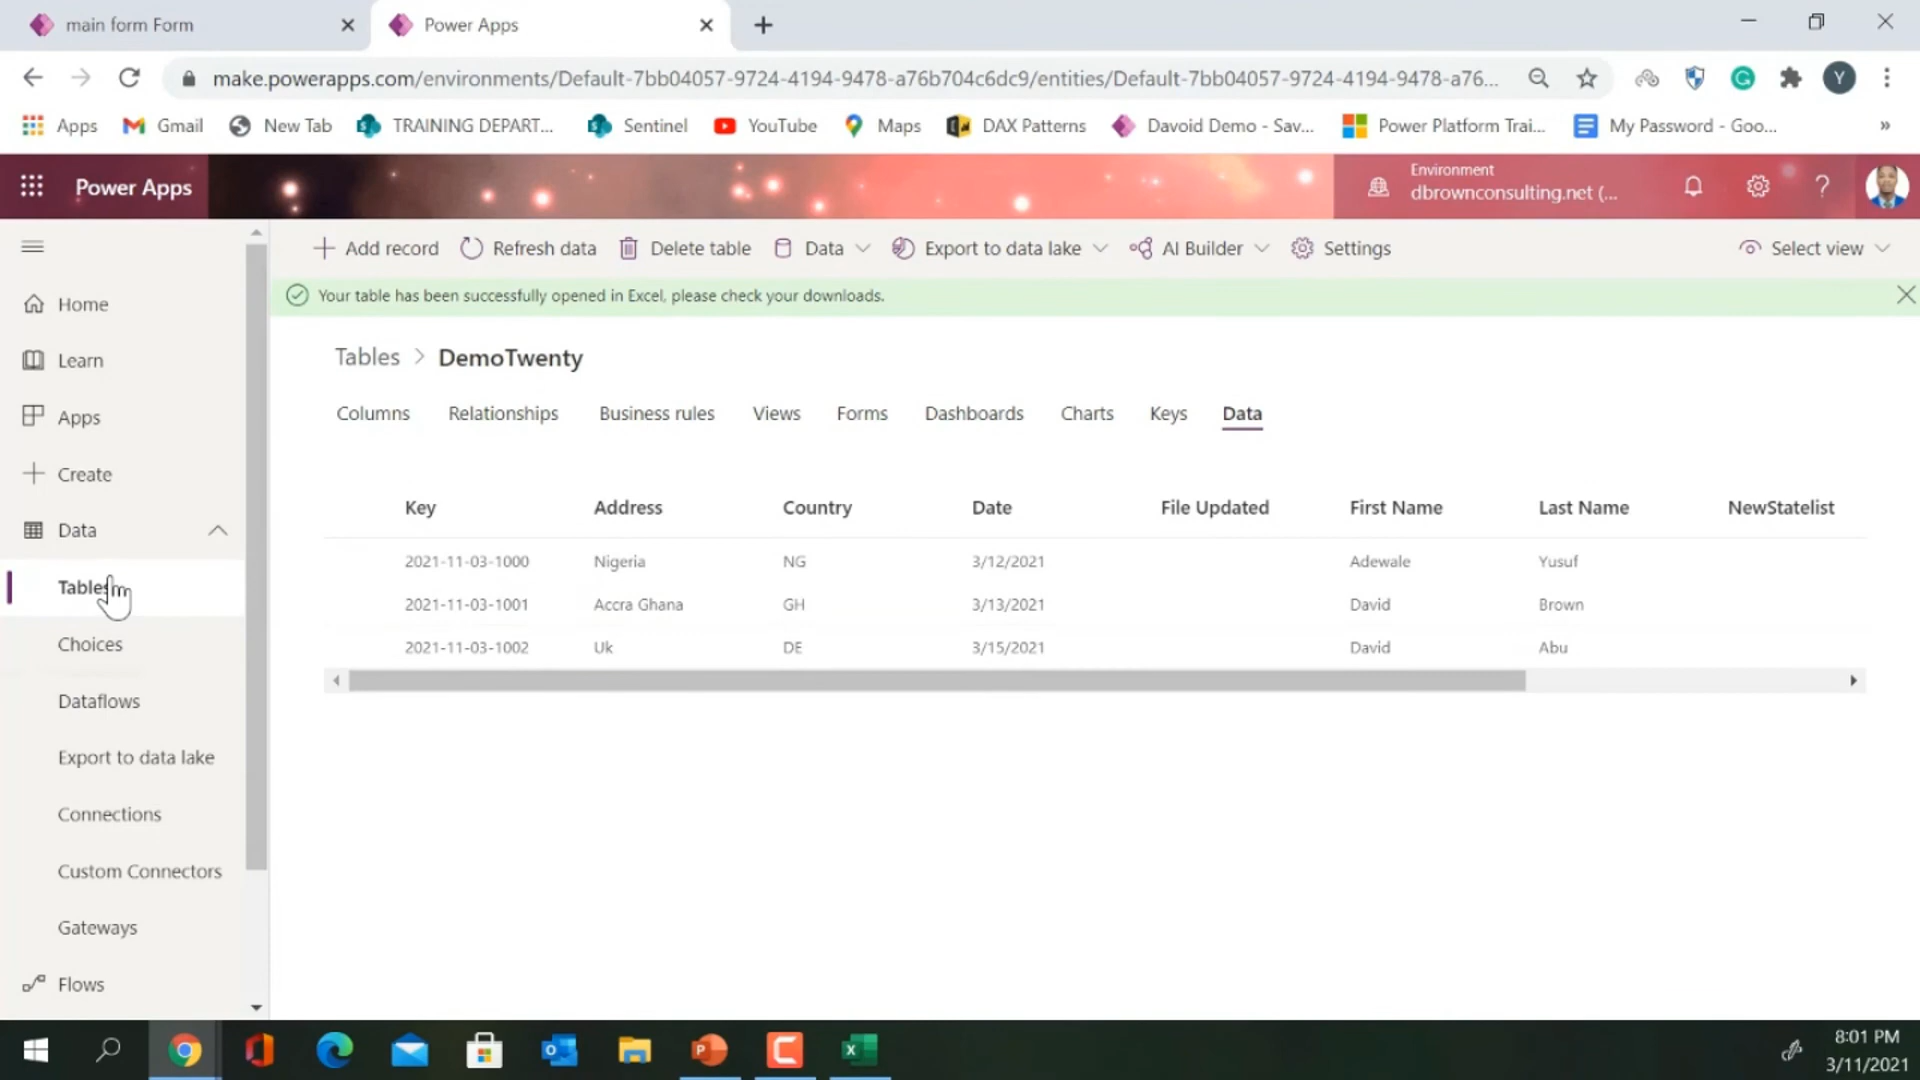 main form Form
Power Apps
make.powerapps.com/environments/Default-7bb04057-9724-4194-9478-a76b704c6dc9/entities/Default-7bb04057-9724-4194-9478-a76...
Y
Apps
Gmail
New Tab
TRAINING DEPART...
Sentinel
YouTube
Maps
DAX Patterns
Davoid Demo - Sav...
Power Platform Trai...
My Password - Goo...
»
Power Apps
Environment
dbrownconsulting.net (...
?
Add record
Refresh data
Delete table
Data
Export to data lake
AI Builder
Settings
Select view
Your table has been successfully opened in Excel, please check your downloads.
Home
Learn
Apps
Create
Data
Tables
Choices
Dataflows
Export to data lake
Connections
Custom Connectors
Gateways
Flows
Tables > DemoTwenty
Columns Relationships Business rules Views Forms Dashboards Charts Keys Data
Key Address Country Date File Updated First Name Last Name NewStatelist
2021-11-03-1000 Nigeria NG 3/12/2021 Adewale Yusuf
2021-11-03-1001 Accra Ghana GH 3/13/2021 David Brown
2021-11-03-1002 Uk DE 3/15/2021 David Abu
8:01 PM
3/11/2021